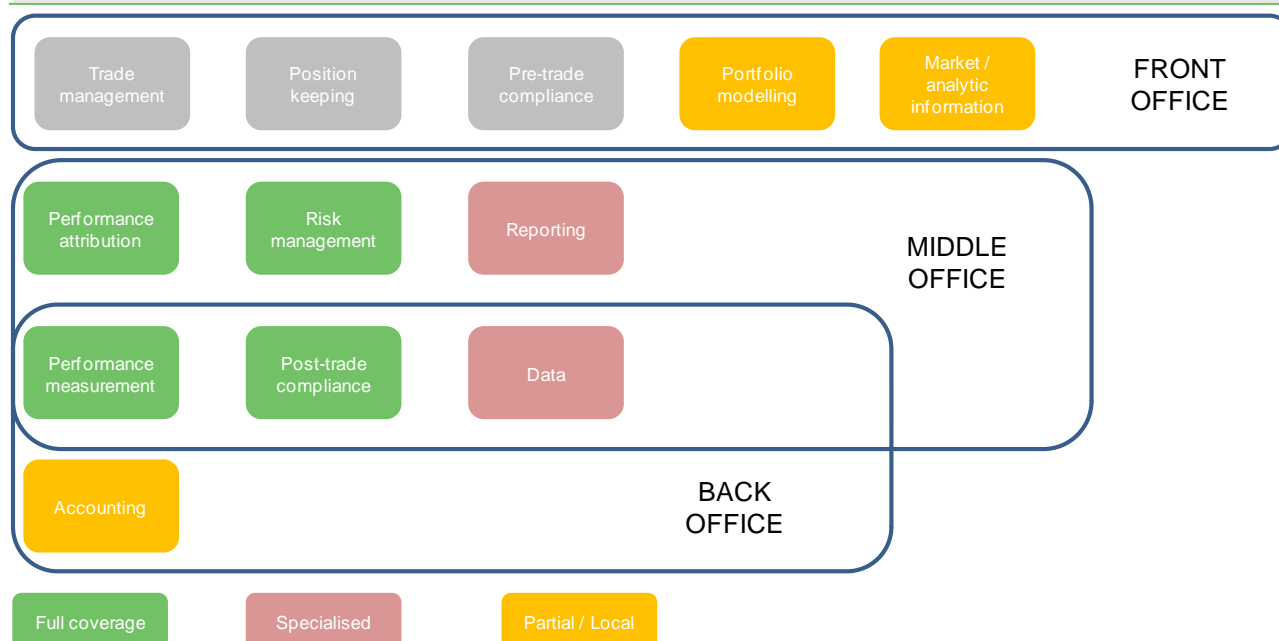 Trade
management
Position
keeping
Pre-trade
compliance
Portfolio
modelling
Market /
analytic
information
FRONT
OFFICE
Performance
attribution
Risk
management
Reporting
MIDDLE
OFFICE
Performance
measurement
Post-trade
compliance
Data
Accounting
BACK
OFFICE
Full coverage
Specialised
Partial / Local